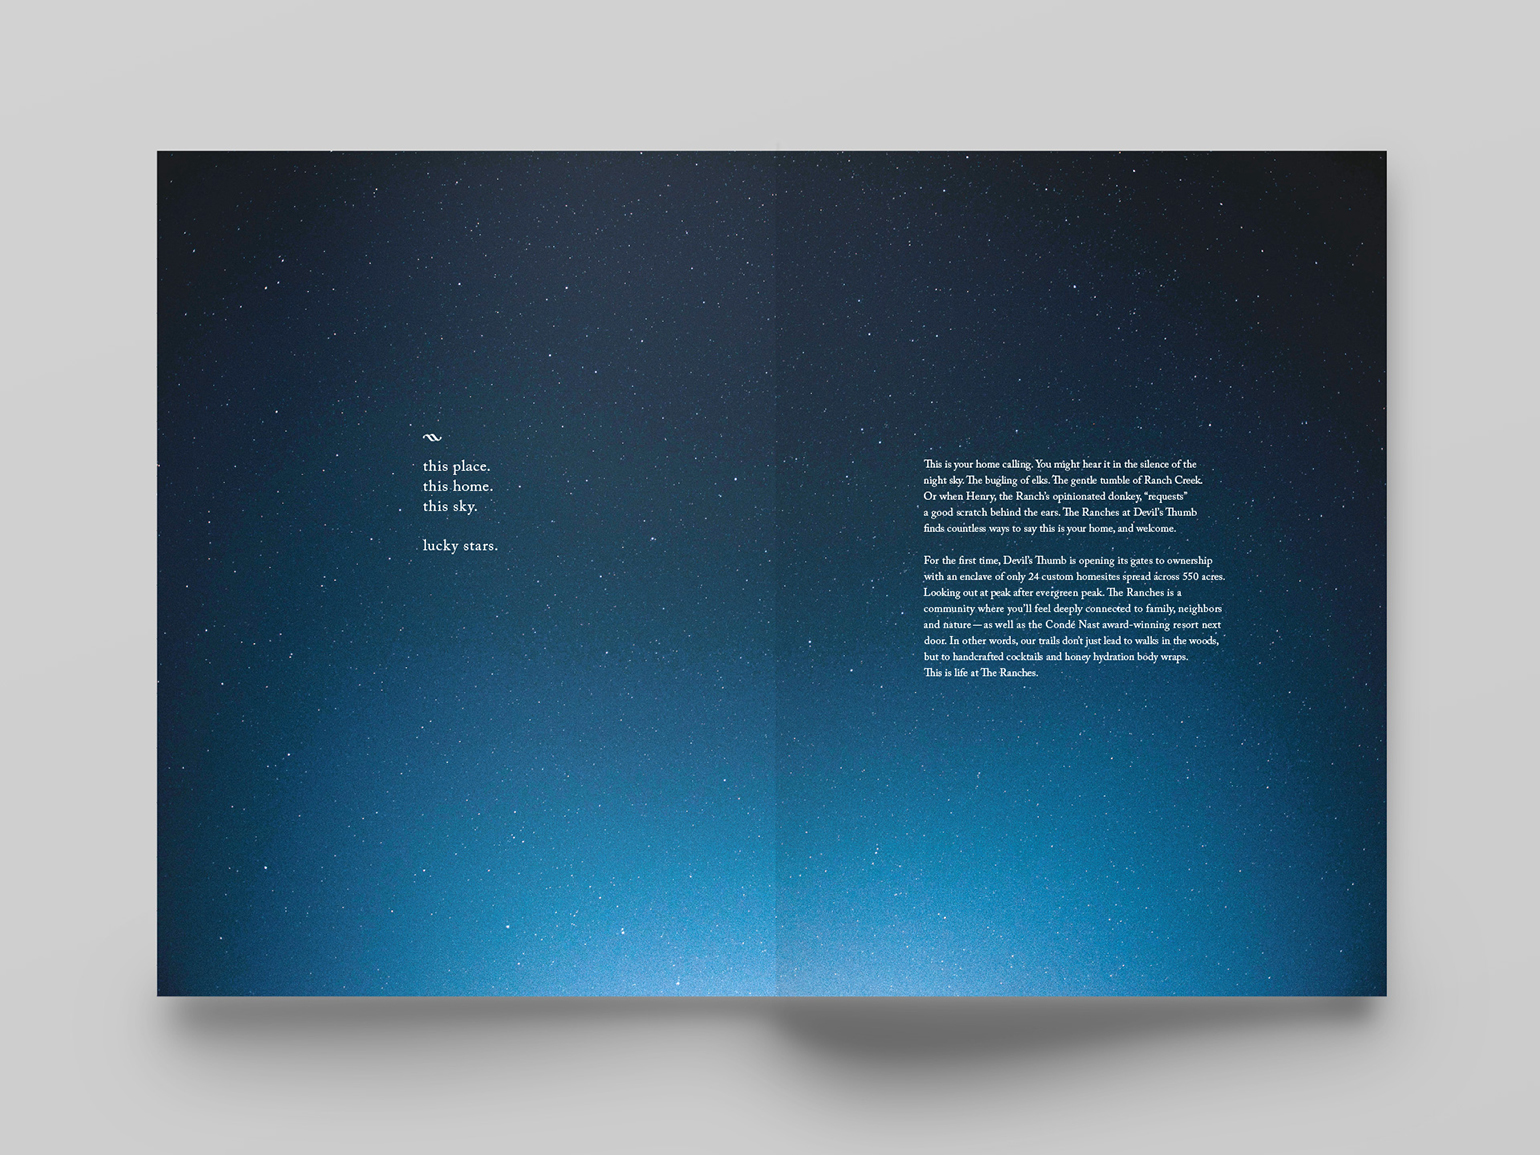 this place.
this home.
this sky.
lucky stars.
This is your home calling. You might hear it in the silence of the
night sky. The bugling of elks. The gentle tumble of Ranch Creek.
Or when Henry, the Ranch’s opinionated donkey, “requests”
a good scratch behind the ears. The Ranches at Devil’s Thumb
finds countless ways to say this is your home, and welcome.
For the first time, Devil’s Thumb is opening its gates to ownership
with an enclave of only 24 custom homesites spread across 550 acres.
Looking out at peak after evergreen peak. The Ranches is a
community where you’ll feel deeply connected to family, neighbors
and nature — as well as the Condé Nast award-winning resort next
door. In other words, our trails don’t just lead to walks in the woods,
but to handcrafted cocktails and honey hydration body wraps.
This is life at The Ranches.